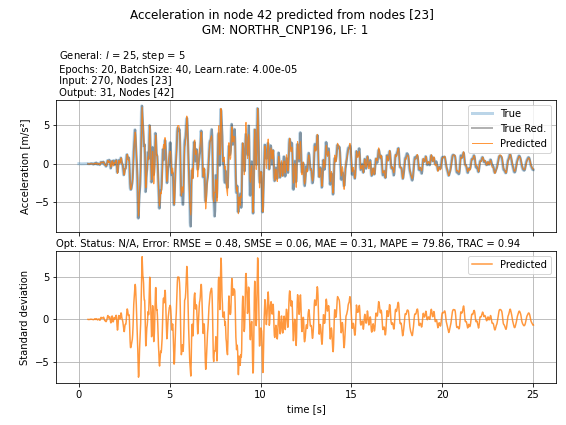 Acceleration in node 42 predicted from nodes [23]
GM: NORTHR_CNP196, LF: 1
General: l = 25, step = 5
Epochs: 20, BatchSize: 40, Learn.rate: 4.00e-05
Input: 270, Nodes [23]
Output: 31, Nodes [42]
True
True Red.
Predicted
Acceleration [m/s²]
5
0
−5
Opt. Status: N/A, Error: RMSE = 0.48, SMSE = 0.06, MAE = 0.31, MAPE = 79.86, TRAC = 0.94
Predicted
Standard deviation
5
0
−5
0 5 10 15 20 25
time [s]